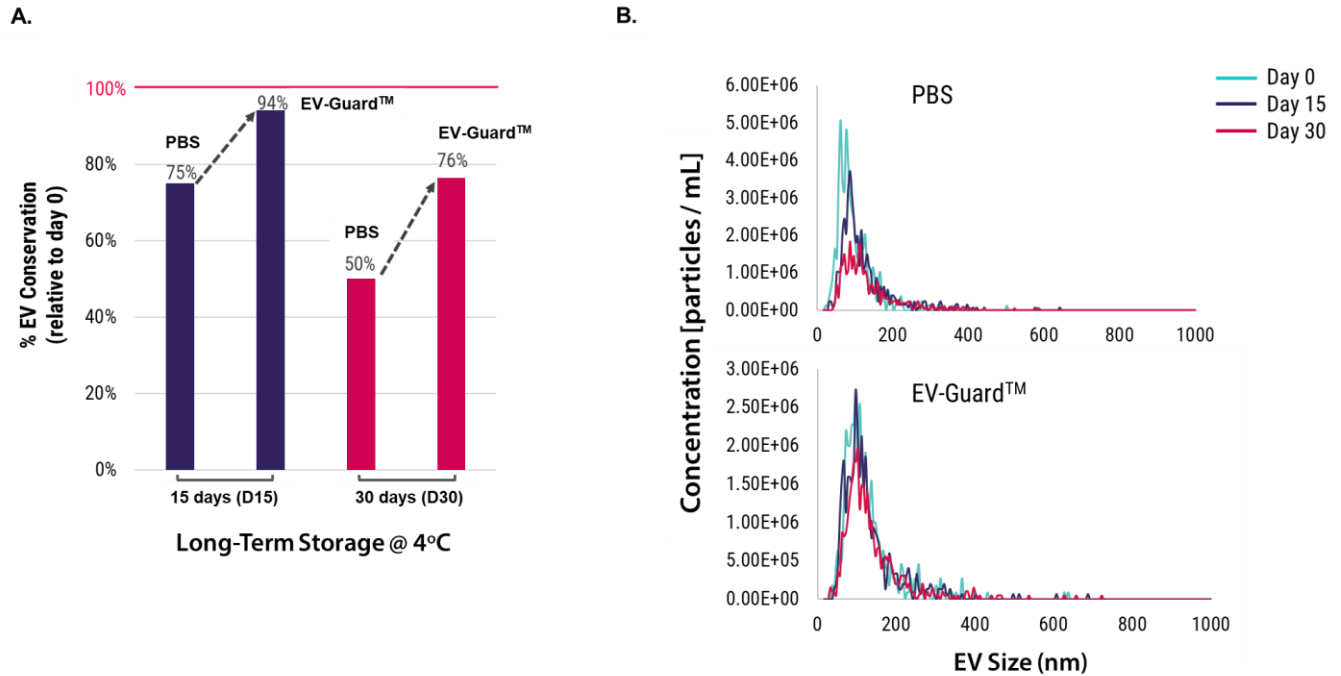 A.
100%
80%
60%
40%
20%
0%
% EV Conservation
(relative to day 0)
PBS
75%
94%
EV-Guard™
PBS
50%
EV-Guard™
76%
15 days (D15)
30 days (D30)
Long-Term Storage @ 4ºC
B.
Concentration [particles / mL]
6.00E+06
5.00E+06
4.00E+06
3.00E+06
2.00E+06
1.00E+06
0.00E+00
PBS
0 200 400 600 800 1000
Day 0
Day 15
Day 30
3.00E+06
2.50E+06
2.00E+06
1.50E+06
1.00E+06
5.00E+05
0.00E+00
EV-Guard™
0 200 400 600 800 1000
EV Size (nm)